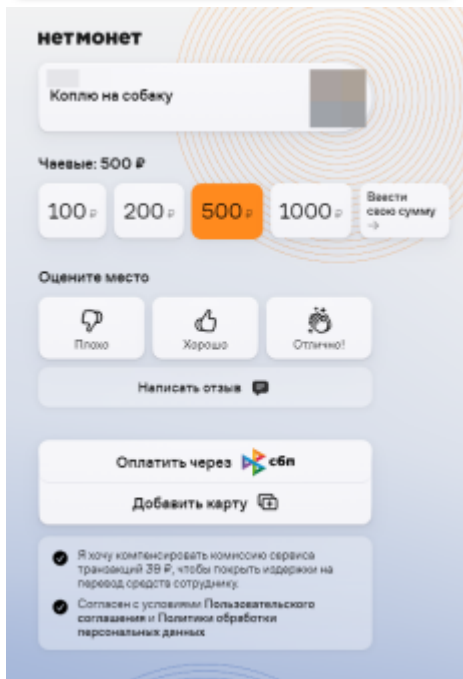 нетмонет
Коплю на собаку
Чаевые: 500 ₽
100 ₽ 200 ₽ 500 ₽ 1000 ₽ Ввести
свою сумму
→
Оцените место
Плохо Хорошо Отлично!
Написать отзыв
Оплатить через сбп
Добавить карту
Я хочу компенсировать комиссию сервиса
транзакций 39 ₽, чтобы покрыть издержки на
перевод средств сотруднику.
Согласен с условиями Пользовательского
соглашения и Политики обработки
персональных данных